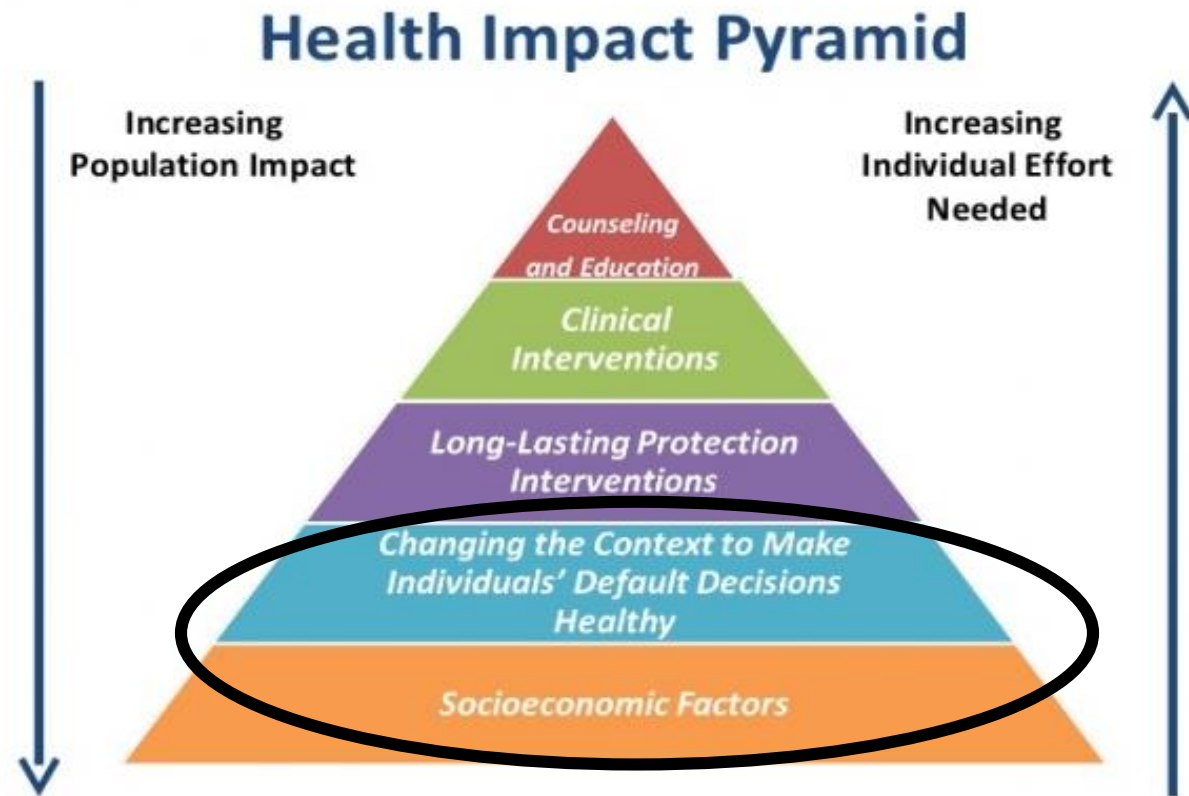 Health Impact Pyramid
Increasing
Population Impact
Increasing
Individual Effort
Needed
Counseling
and Education
Clinical
Interventions
Long-Lasting Protection
Interventions
Changing the Context to Make
Individuals’ Default Decisions
Healthy
Socioeconomic Factors